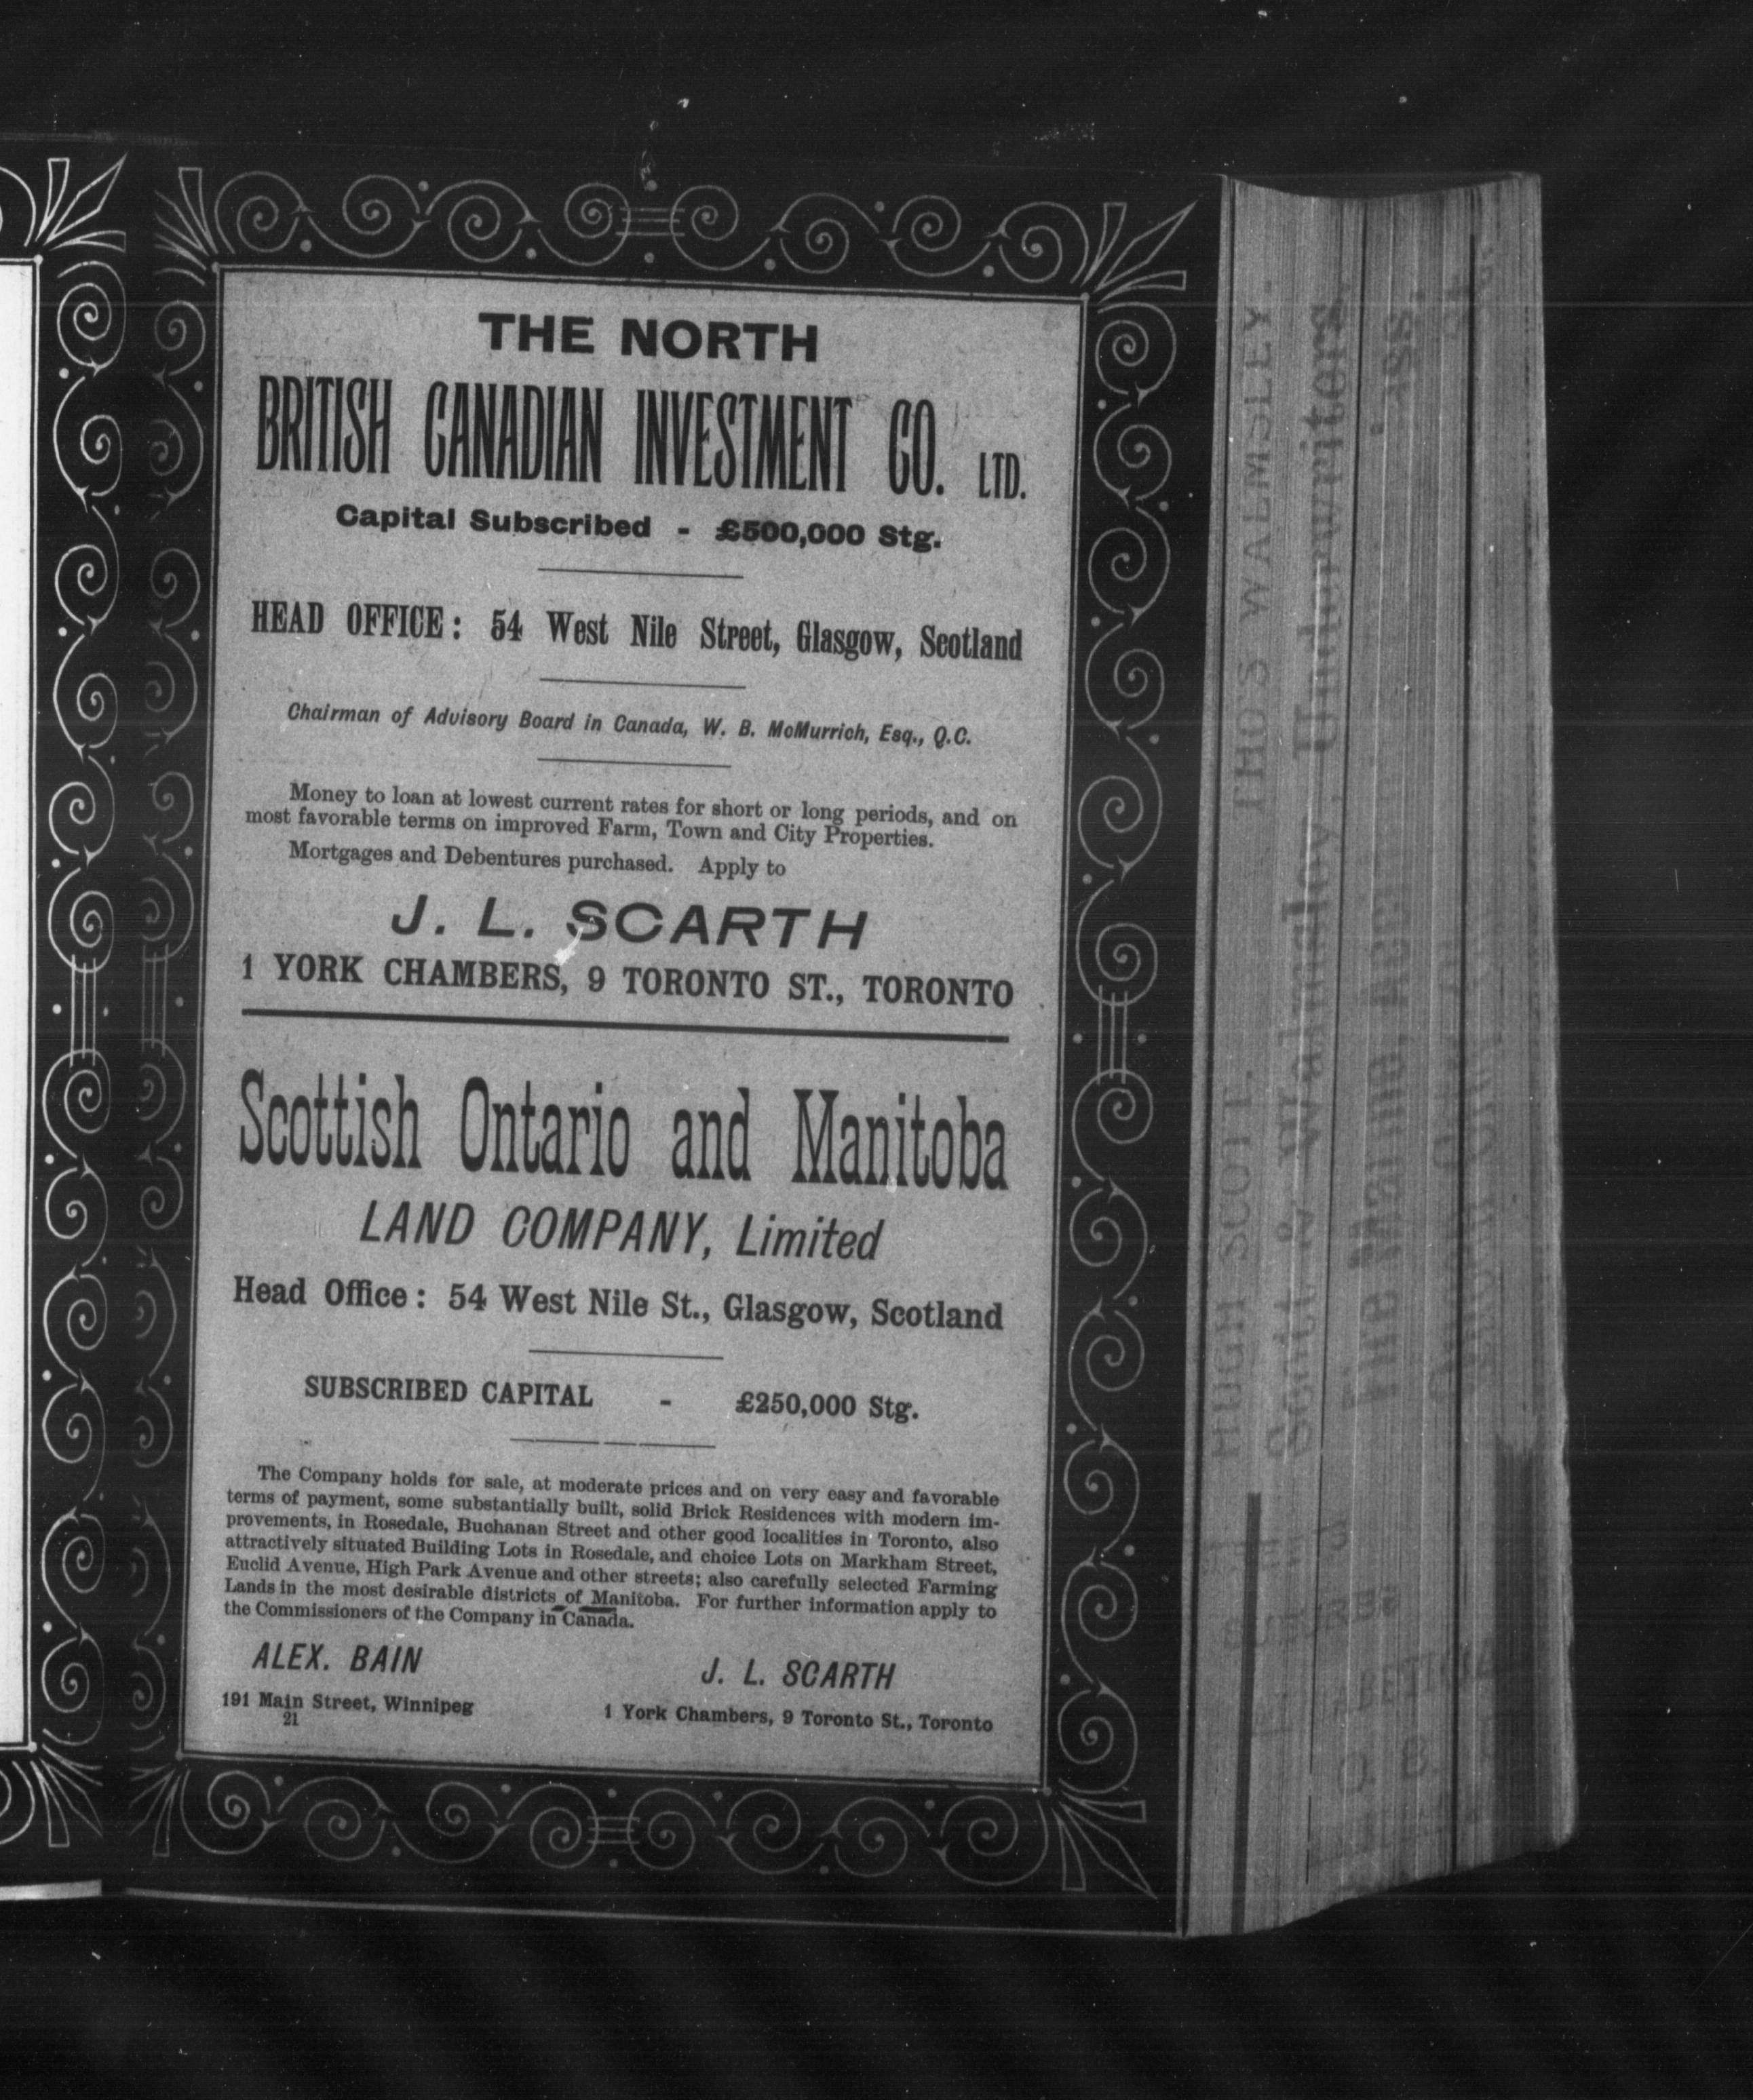 THE NORTH
BRITISH CANADIAN INVESTMENT CO. LTD.
Capital Subscribed - £500,000 Stg.
HEAD OFFICE: 54 West Nile Street, Glasgow, Scotland
Chairman of Advisory Board in Canada, W. B. McMurrich, Esq., Q.C.
Money to loan at lowest current rates for short or long periods, and on
most favorable terms on improved Farm, Town and City Properties.
Mortgages and Debentures purchased. Apply to
J. L. SCARTH
1 YORK CHAMBERS, 9 TORONTO ST., TORONTO
Scottish Ontario and Manitoba
LAND COMPANY, Limited
Head Office: 54 West Nile St., Glasgow, Scotland
SUBSCRIBED CAPITAL - £250,000 Stg.
The Company holds for sale, at moderate prices and on very easy and favorable
terms of payment, some substantially built, solid Brick Residences with modern im-
provements, in Rosedale, Buchanan Street and other good localities in Toronto, also
attractively situated Building Lots in Rosedale, and choice Lots on Markham Street,
Euclid Avenue, High Park Avenue and other streets; also carefully selected Farming
Lands in the most desirable districts of Manitoba. For further information apply to
the Commissioners of the Company in Canada.
ALEX. BAIN
191 Main Street, Winnipeg
21
J. L. SCARTH
1 York Chambers, 9 Toronto St., Toronto
HUGH SCOTT. THOS WALMSLEY.
Scott & Walmsley, Underwriters.